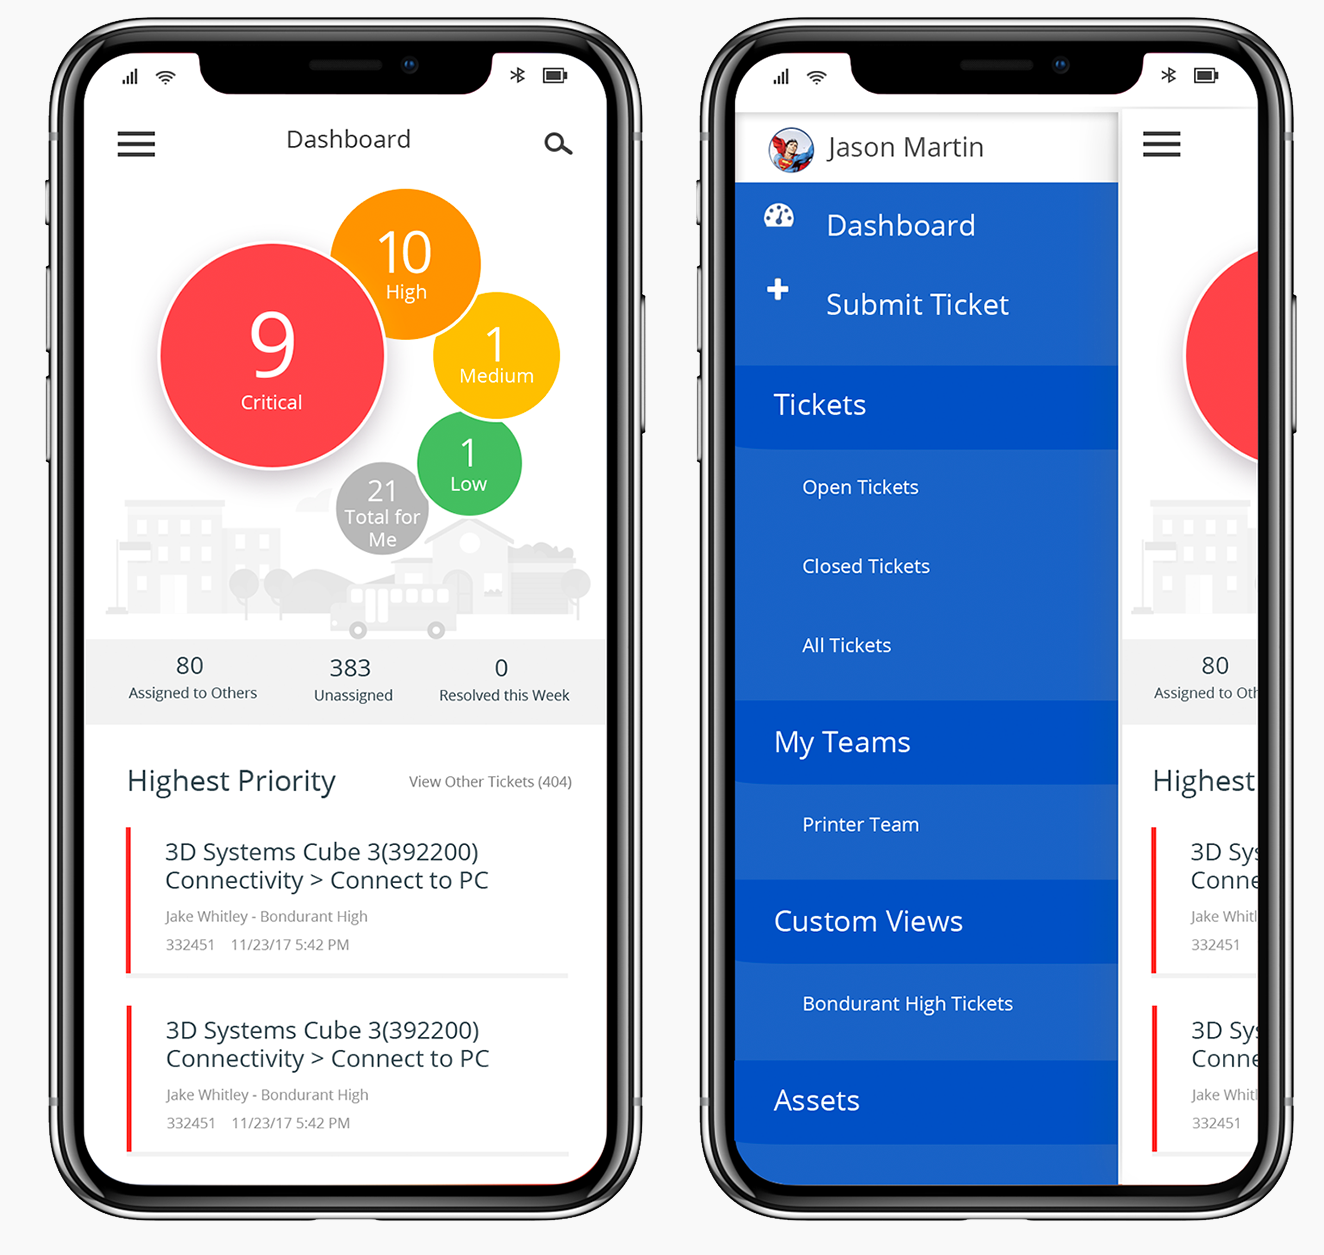 Dashboard
10
High
9
Critical
1
Medium
1
Low
21
Total for
Me
80
Assigned to Others
383
Unassigned
0
Resolved this Week
Highest Priority
View Other Tickets (404)
3D Systems Cube 3(392200)
Connectivity > Connect to PC
Jake Whitley - Bondurant High
332451 11/23/17 5:42 PM
3D Systems Cube 3(392200)
Connectivity > Connect to PC
Jake Whitley - Bondurant High
332451 11/23/17 5:42 PM
Jason Martin
Dashboard
Submit Ticket
Tickets
Open Tickets
Closed Tickets
All Tickets
My Teams
Printer Team
Custom Views
Bondurant High Tickets
Assets
80
Assigned to Oth
Highest
3D Sys
Conne
Jake Whitl
332451
3D Sys
Conne
Jake Whitl
332451